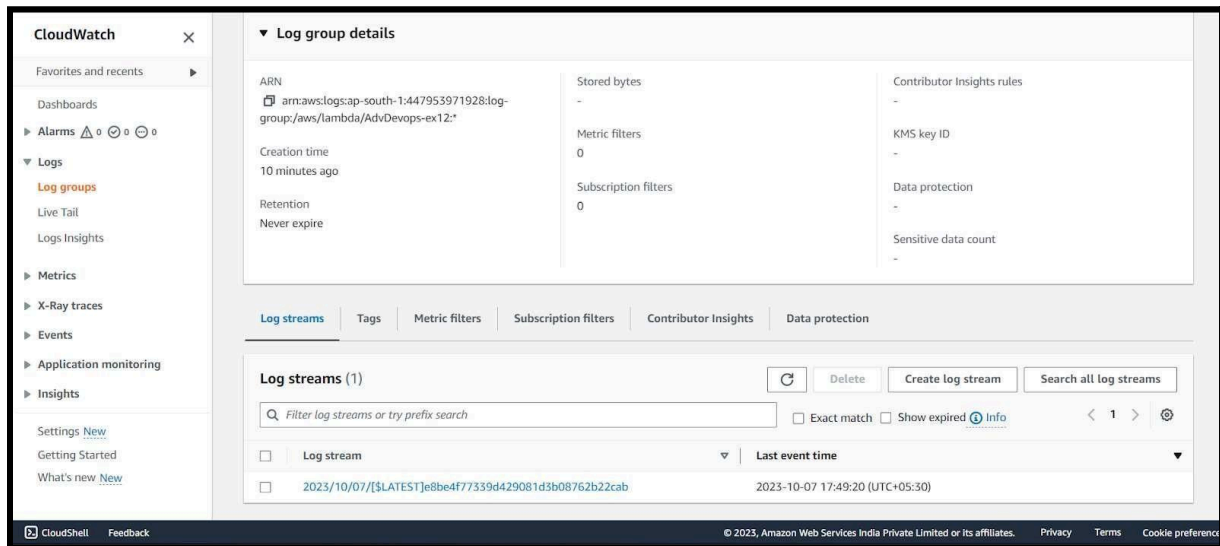 CloudWatch
Favorites and recents
Dashboards
Alarms 0 0 0
Logs
Log groups
Live Tail
Logs Insights
Metrics
X-Ray traces
Events
Application monitoring
Insights
Settings New
Getting Started
What's new New
Log group details
ARN
arn:aws:logs:ap-south-1:447953971928:log-
group:/aws/lambda/AdvDevops-ex12:*
Creation time
10 minutes ago
Retention
Never expire
Stored bytes
-
Metric filters
0
Subscription filters
0
Contributor Insights rules
-
KMS key ID
-
Data protection
-
Sensitive data count
-
Log streams Tags Metric filters Subscription filters Contributor Insights Data protection
Log streams (1) Delete Create log stream Search all log streams
Filter log streams or try prefix search Exact match Show expired Info 1
Log stream Last event time
2023/10/07/[$LATEST]e8be4f77339d429081d3b08762b22cab 2023-10-07 17:49:20 (UTC+05:30)
CloudShell Feedback © 2023, Amazon Web Services India Private Limited or its affiliates. Privacy Terms Cookie preference